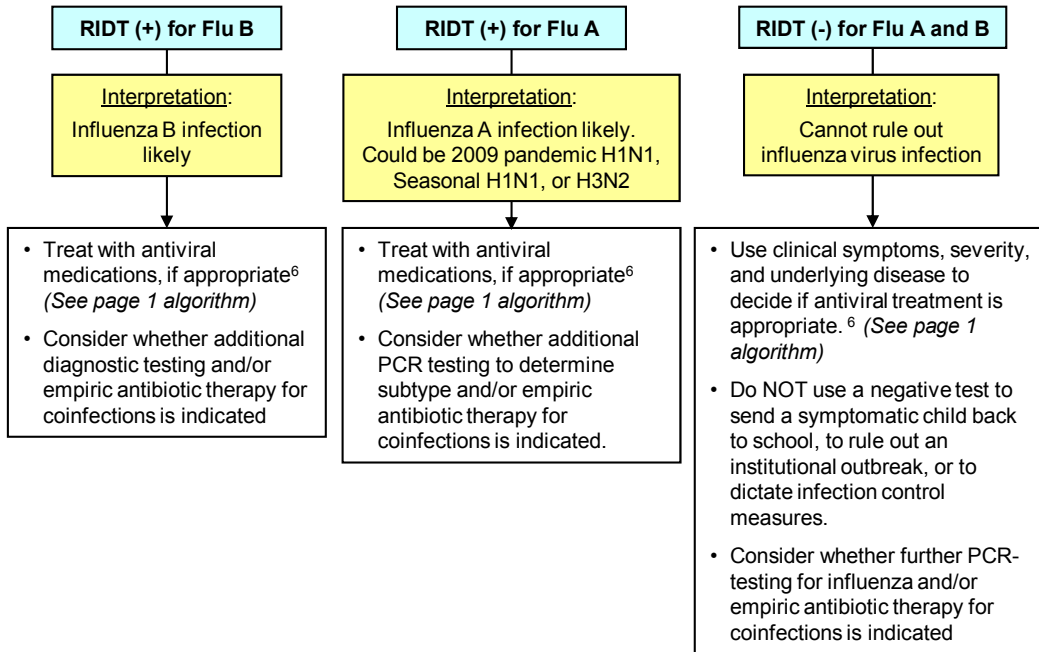 RIDT (+) for Flu B
Interpretation:
Influenza B infection
likely
• Treat with antiviral
medications, if appropriate⁶
(See page 1 algorithm)
• Consider whether additional
diagnostic testing and/or
empiric antibiotic therapy for
coinfections is indicated
RIDT (+) for Flu A
Interpretation:
Influenza A infection likely.
Could be 2009 pandemic H1N1,
Seasonal H1N1, or H3N2
• Treat with antiviral
medications, if appropriate⁶
(See page 1 algorithm)
• Consider whether additional
PCR testing to determine
subtype and/or empiric
antibiotic therapy for
coinfections is indicated.
RIDT (-) for Flu A and B
Interpretation:
Cannot rule out
influenza virus infection
• Use clinical symptoms, severity,
and underlying disease to
decide if antiviral treatment is
appropriate. ⁶ (See page 1
algorithm)
• Do NOT use a negative test to
send a symptomatic child back
to school, to rule out an
institutional outbreak, or to
dictate infection control
measures.
• Consider whether further PCR-
testing for influenza and/or
empiric antibiotic therapy for
coinfections is indicated